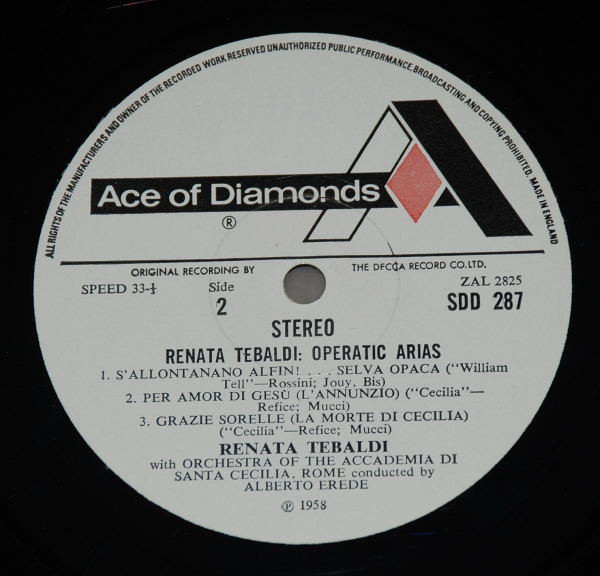 ALL RIGHTS OF THE MANUFACTURERS AND OWNER OF THE RECORDED WORK RESERVED UNAUTHORIZED PUBLIC PERFORMANCE, BROADCASTING AND COPYING PROHIBITED. MADE IN ENGLAND
Ace of Diamonds
®
ORIGINAL RECORDING BY THE DECCA RECORD CO. LTD.
SPEED 33-⅓ Side ZAL 2825
2 SDD 287
STEREO
RENATA TEBALDI: OPERATIC ARIAS
1. S'ALLONTANANO ALFIN! . . . SELVA OPACA ("William
Tell"—Rossini; Jouy, Bis)
2. PER AMOR DI GESÙ (L'ANNUNZIO) ("Cecilia"—
Refice; Mucci)
3. GRAZIE SORELLE (LA MORTE DI CECILIA)
("Cecilia"—Refice; Mucci)
RENATA TEBALDI
with ORCHESTRA OF THE ACCADEMIA DI
SANTA CECILIA, ROME conducted by
ALBERTO EREDE
℗ 1958